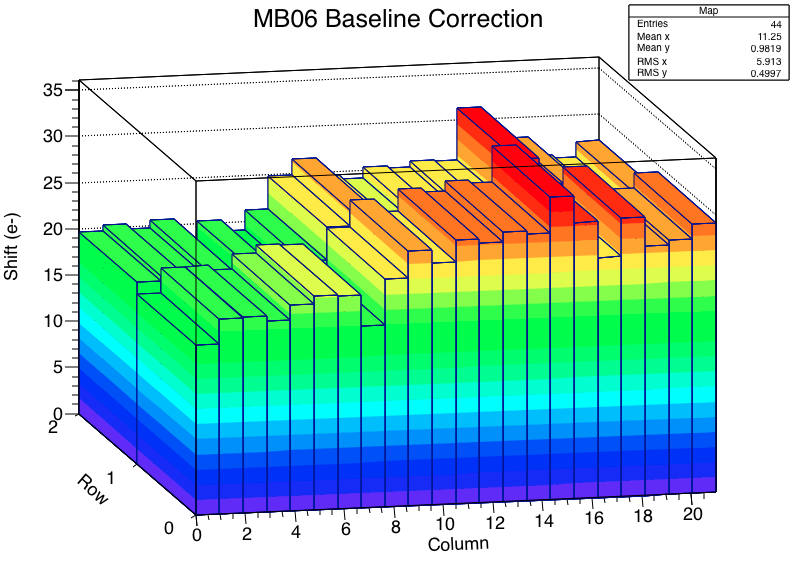 MB06 Baseline Correction
Map
Entries 44
Mean x 11.25
Mean y 0.9819
RMS x 5.913
RMS y 0.4997
Shift (e-)
35
30
25
20
15
10
5
0
2
1
0
Row
0 2 4 6 8 10 12 14 16 18 20
Column